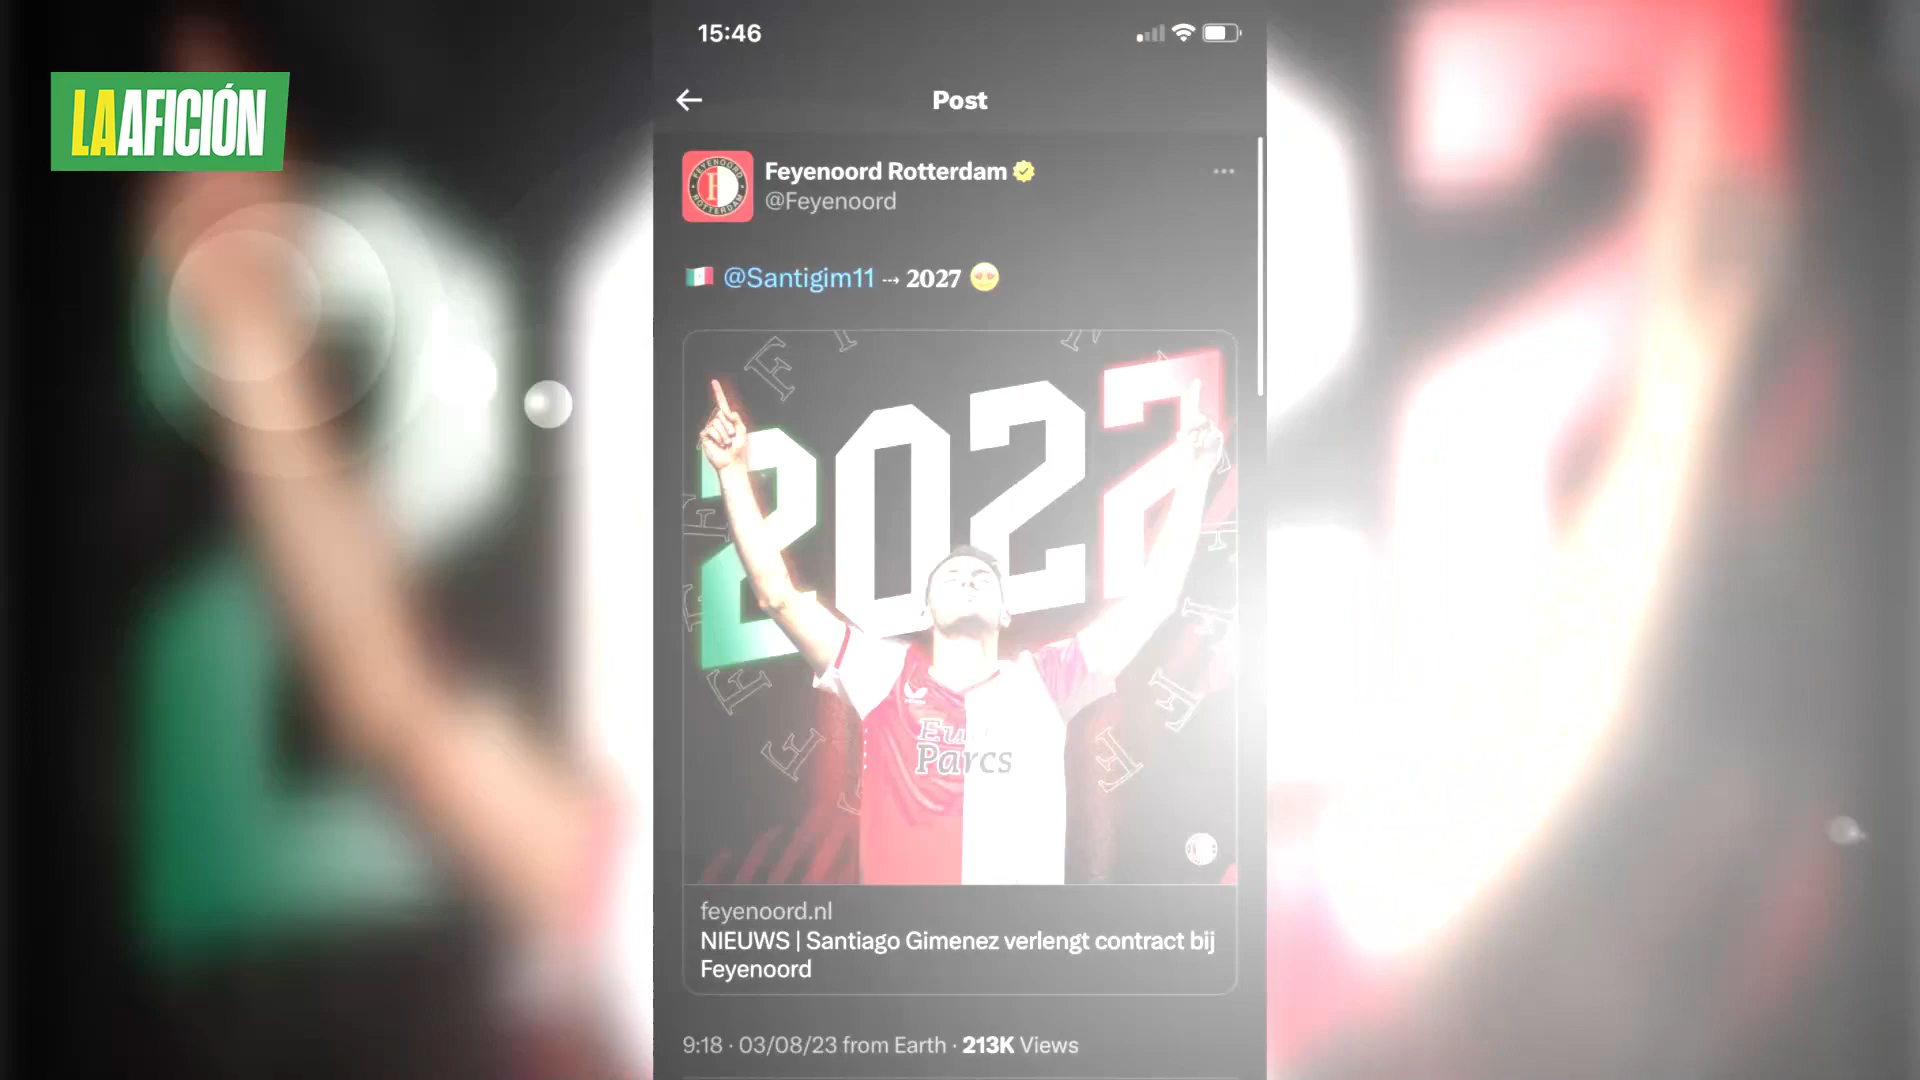 LAAFICIÓN
15:46
Post
Feyenoord Rotterdam
@Feyenoord
@Santigim11 ⤏ 2027
2027
Parcs
feyenoord.nl
NIEUWS | Santiago Gimenez verlengt contract bij
Feyenoord
9:18 · 03/08/23 from Earth · 213K Views